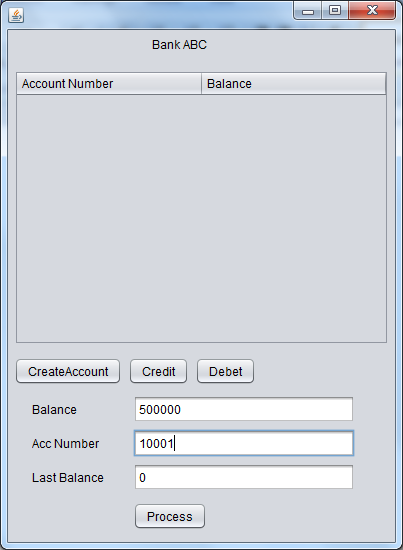 Bank ABC
Account Number Balance
CreateAccount Credit Debet
Balance 500000
Acc Number 10001
Last Balance 0
Process